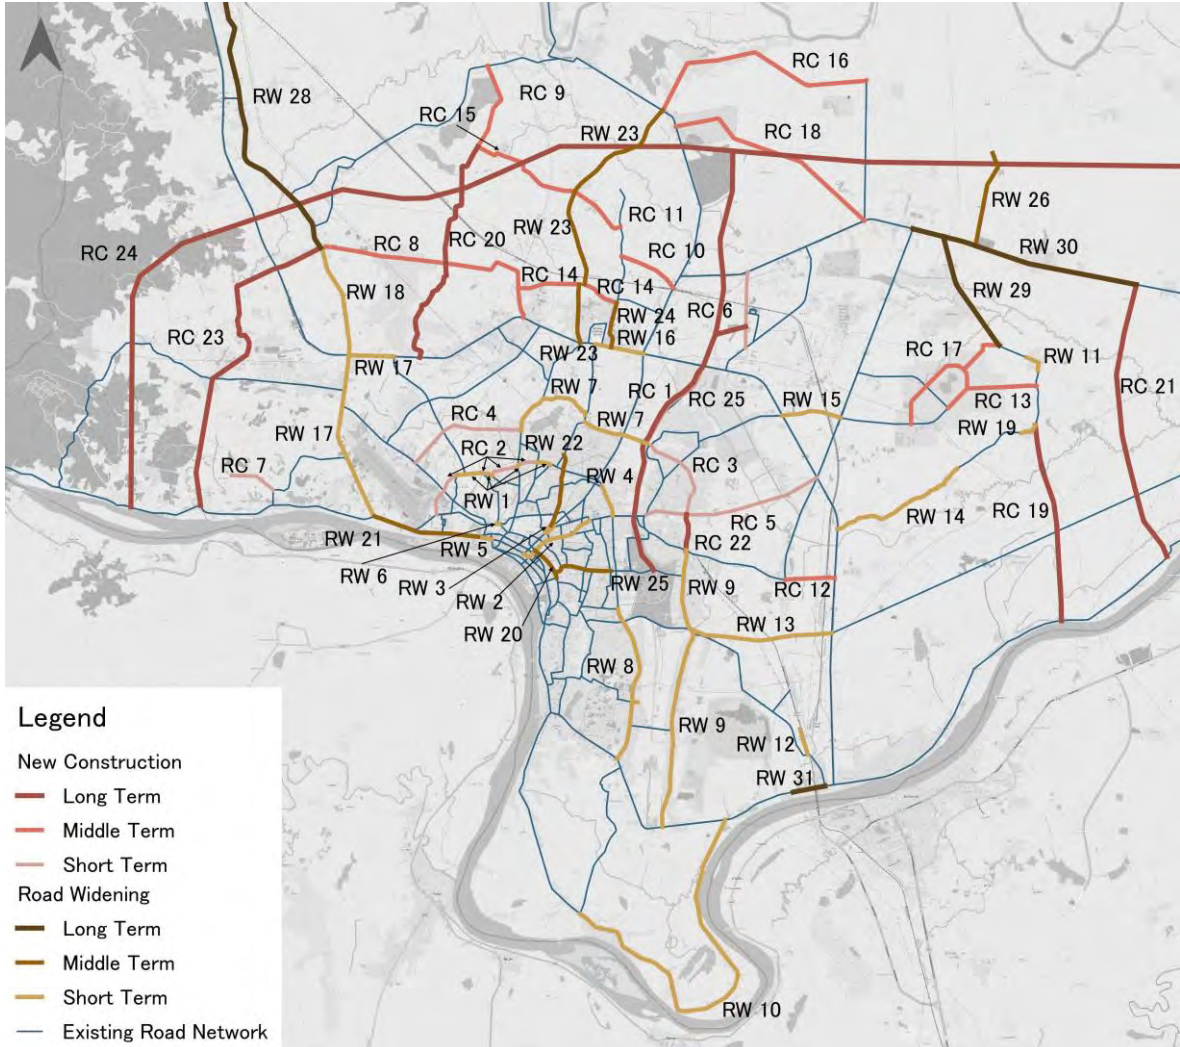 RC 16
RW 28
RC 9
RC 15
RW 23
RC 18
RW 26
RC 11
RW 23
RC 20
RC 8
RC 10
RW 30
RC 24
RC 14
RC 14
RW 29
RW 18
RW 24
RC 6
RC 23
RW 16
RW 23
RC 17
RW 11
RW 17
RW 7
RC 1
RC 25
RC 21
RW 15
RC 13
RC 4
RW 7
RW 19
RW 17
RC 2
RW 22
RC 7
RC 3
RW 4
RW 1
RC 19
RW 14
RC 5
RW 21
RW 5
RC 22
RW 9
RW 6
RW 3
RW 25
RC 12
RW 2
RW 13
RW 20
RW 8
RW 9
RW 12
RW 31
RW 10
Legend
New Construction
Long Term
Middle Term
Short Term
Road Widening
Long Term
Middle Term
Short Term
Existing Road Network